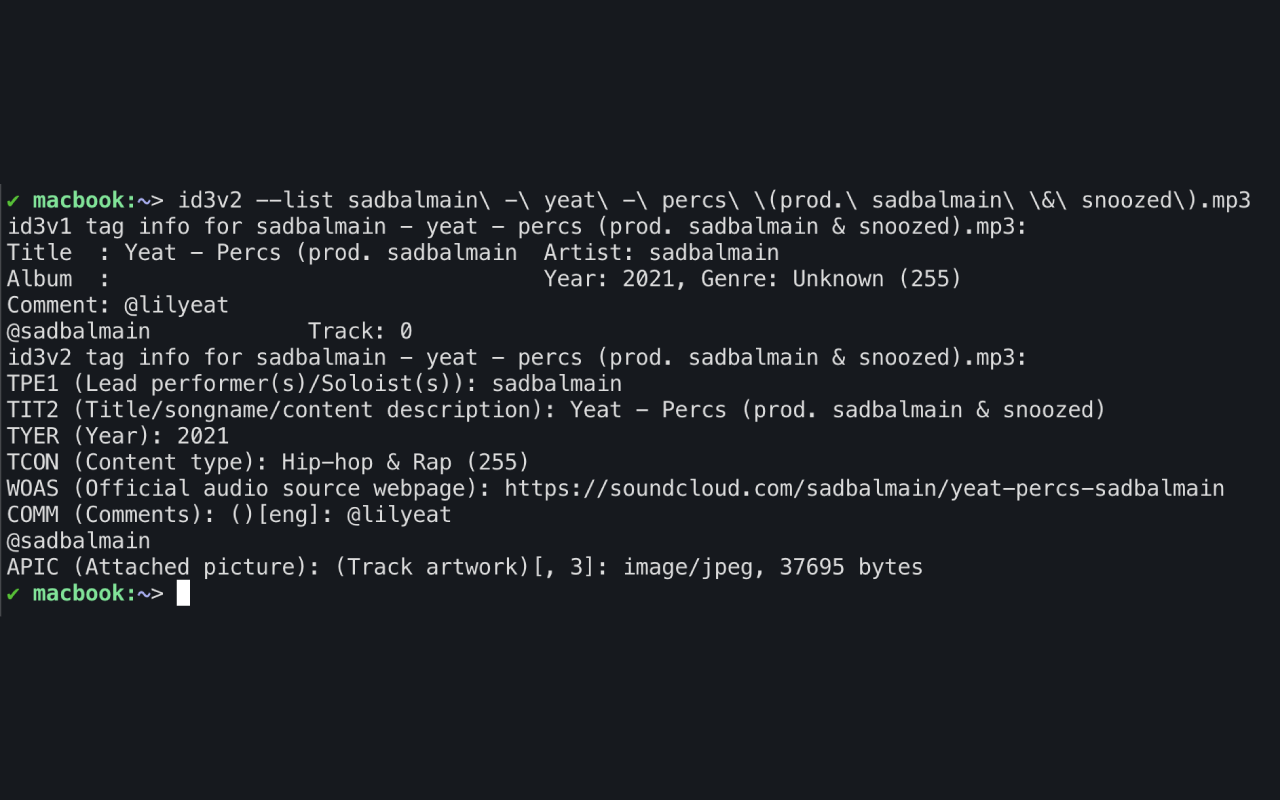 ✔ macbook:~> id3v2 --list sadbalmain\ -\ yeat\ -\ percs\ \(prod.\ sadbalmain\ \&\ snoozed\).mp3
id3v1 tag info for sadbalmain - yeat - percs (prod. sadbalmain & snoozed).mp3:
Title  : Yeat - Percs (prod. sadbalmain  Artist: sadbalmain
Album  :                                 Year: 2021, Genre: Unknown (255)
Comment: @lilyeat
@sadbalmain            Track: 0
id3v2 tag info for sadbalmain - yeat - percs (prod. sadbalmain & snoozed).mp3:
TPE1 (Lead performer(s)/Soloist(s)): sadbalmain
TIT2 (Title/songname/content description): Yeat - Percs (prod. sadbalmain & snoozed)
TYER (Year): 2021
TCON (Content type): Hip-hop & Rap (255)
WOAS (Official audio source webpage): https://soundcloud.com/sadbalmain/yeat-percs-sadbalmain
COMM (Comments): ()[eng]: @lilyeat
@sadbalmain
APIC (Attached picture): (Track artwork)[, 3]: image/jpeg, 37695 bytes
✔ macbook:~>